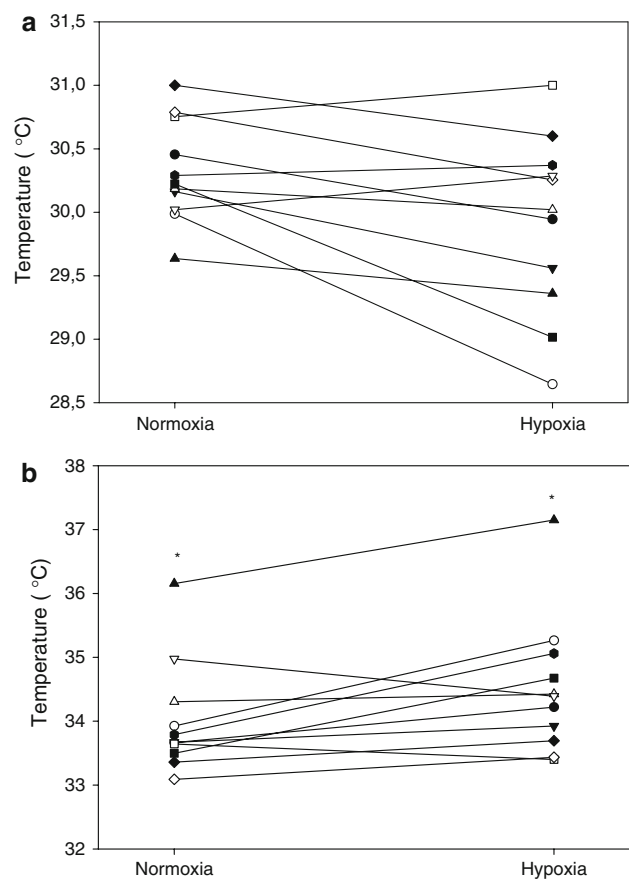 a
31,5
31,0
30,5
30,0
29,5
29,0
28,5
Temperature ( °C)
Normoxia Hypoxia
b
38
37
36
35
34
33
32
Temperature ( °C)
* *
Normoxia Hypoxia